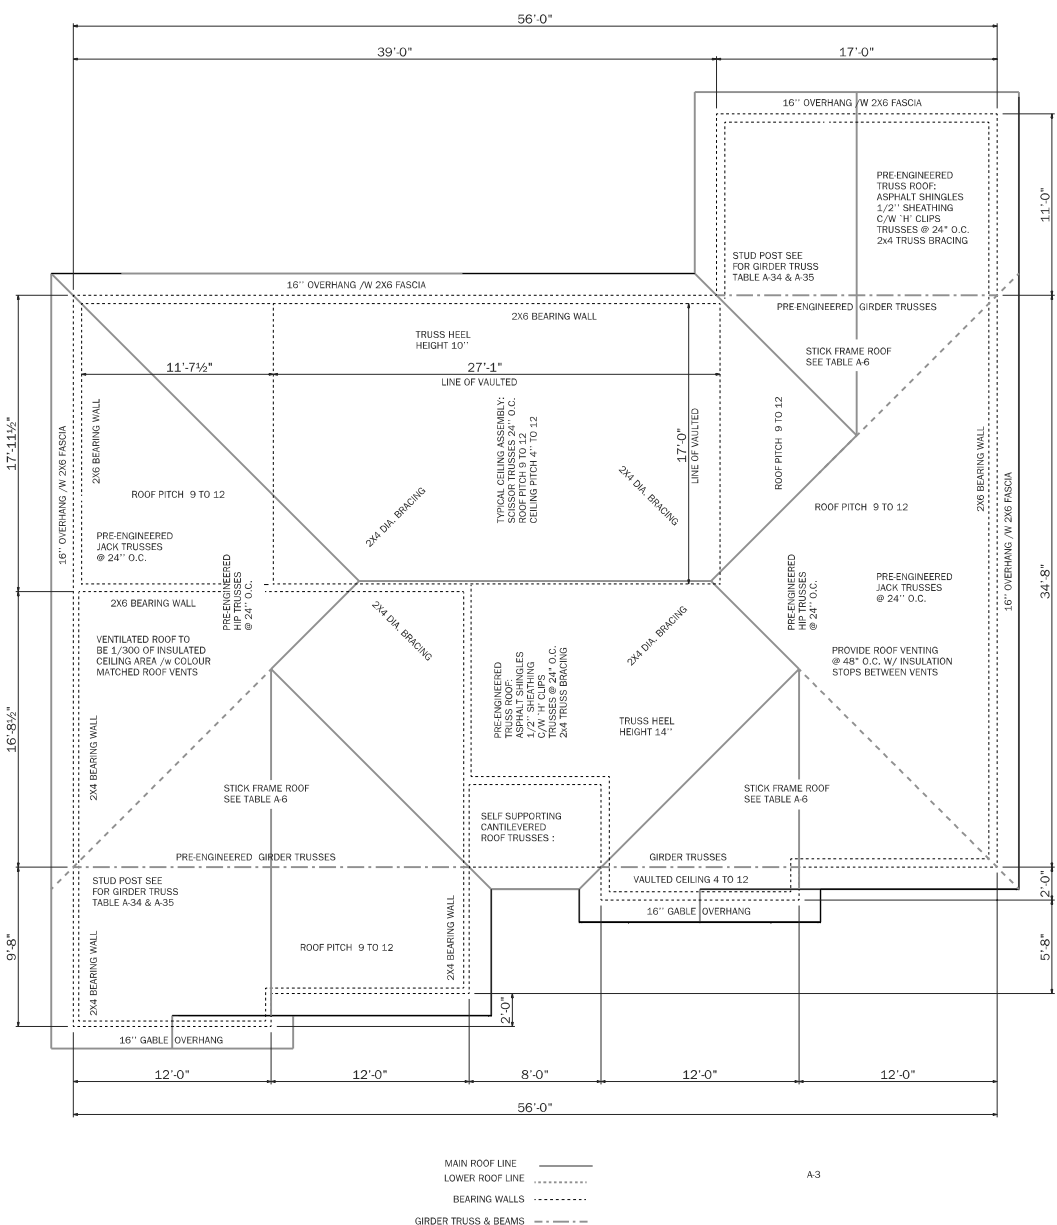 56'-0"
39'-0"
17'-0"
16'' OVERHANG /W 2X6 FASCIA
PRE-ENGINEERED
TRUSS ROOF:
ASPHALT SHINGLES
1/2'' SHEATHING
C/W `H' CLIPS
TRUSSES @ 24" O.C.
2x4 TRUSS BRACING
11'-0"
STUD POST SEE
FOR GIRDER TRUSS
TABLE A-34 & A-35
16'' OVERHANG /W 2X6 FASCIA
PRE-ENGINEERED GIRDER TRUSSES
2X6 BEARING WALL
TRUSS HEEL
HEIGHT 10''
STICK FRAME ROOF
SEE TABLE A-6
11'-7½"
27'-1"
LINE OF VAULTED
17'-11½"
16'' OVERHANG /W 2X6 FASCIA
2X6 BEARING WALL
TYPICAL CEILING ASSEMBLY:
SCISSOR TRUSSES 24'' O.C.
ROOF PITCH 9 TO 12
CEILING PITCH 4'' TO 12
17'-0"
LINE OF VAULTED
ROOF PITCH 9 TO 12
2X6 BEARING WALL
16'' OVERHANG /W 2X6 FASCIA
ROOF PITCH 9 TO 12
2X4 DIA. BRACING
2X4 DIA. BRACING
ROOF PITCH 9 TO 12
PRE-ENGINEERED
JACK TRUSSES
@ 24'' O.C.
PRE-ENGINEERED
HIP TRUSSES
@ 24'' O.C.
PRE-ENGINEERED
HIP TRUSSES
@ 24'' O.C.
PRE-ENGINEERED
JACK TRUSSES
@ 24'' O.C.
34'-8"
2X6 BEARING WALL
2X4 DIA. BRACING
2X4 DIA. BRACING
VENTILATED ROOF TO
BE 1/300 OF INSULATED
CEILING AREA /w COLOUR
MATCHED ROOF VENTS
PROVIDE ROOF VENTING
@ 48" O.C. W/ INSULATION
STOPS BETWEEN VENTS
PRE-ENGINEERED
TRUSS ROOF:
ASPHALT SHINGLES
1/2'' SHEATHING
C/W `H' CLIPS
TRUSSES @ 24" O.C.
2x4 TRUSS BRACING
16'-8½"
2X4 BEARING WALL
TRUSS HEEL
HEIGHT 14''
STICK FRAME ROOF
SEE TABLE A-6
STICK FRAME ROOF
SEE TABLE A-6
SELF SUPPORTING
CANTILEVERED
ROOF TRUSSES :
PRE-ENGINEERED GIRDER TRUSSES
GIRDER TRUSSES
STUD POST SEE
FOR GIRDER TRUSS
TABLE A-34 & A-35
VAULTED CEILING 4 TO 12
2'-0"
16'' GABLE OVERHANG
9'-8"
2X4 BEARING WALL
ROOF PITCH 9 TO 12
2X4 BEARING WALL
5'-8"
2'-0"
16'' GABLE OVERHANG
12'-0"
12'-0"
8'-0"
12'-0"
12'-0"
56'-0"
MAIN ROOF LINE
LOWER ROOF LINE
BEARING WALLS
GIRDER TRUSS & BEAMS
A-3